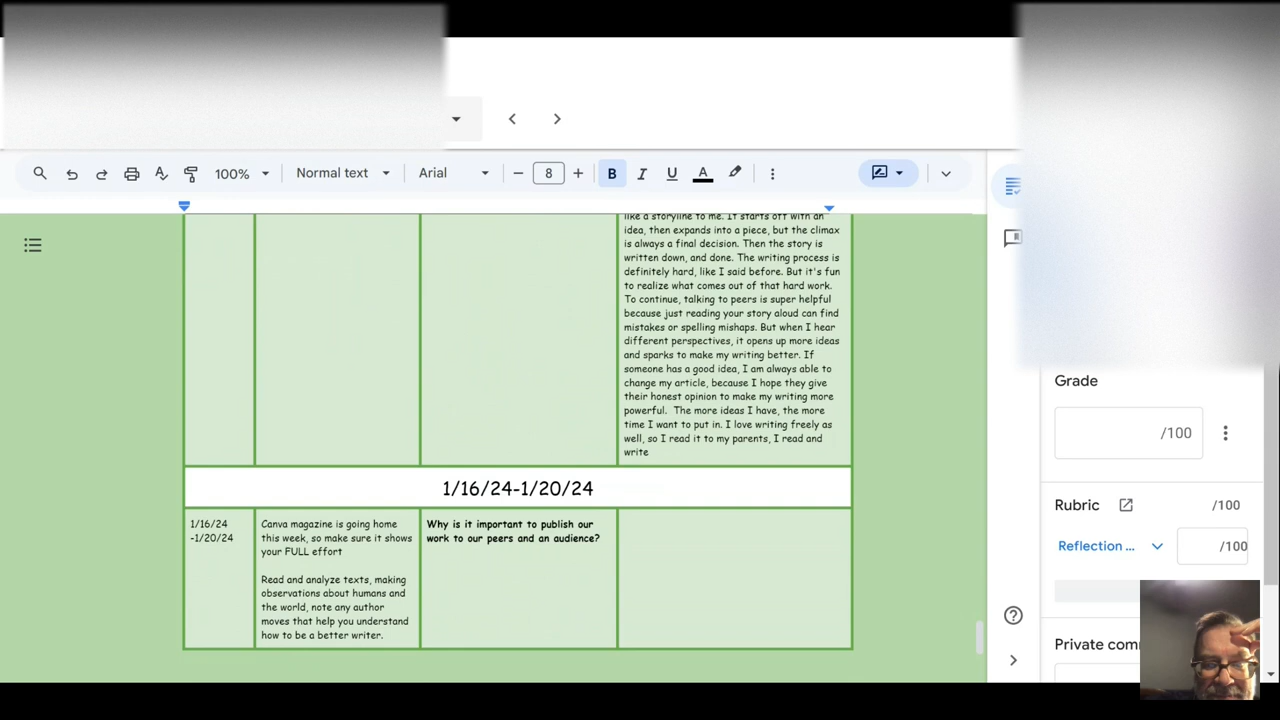 100%
Normal text
Arial
8
B
I
U
A
like a storyline to me. It starts off with an
idea, then expands into a piece, but the climax
is always a final decision. Then the story is
written down, and done. The writing process is
definitely hard, like I said before. But it's fun
to realize what comes out of that hard work.
To continue, talking to peers is super helpful
because just reading your story aloud can find
mistakes or spelling mishaps. But when I hear
different perspectives, it opens up more ideas
and sparks to make my writing better. If
someone has a good idea, I am always able to
change my article, because I hope they give
their honest opinion to make my writing more
powerful. The more ideas I have, the more
time I want to put in. I love writing freely as
well, so I read it to my parents, I read and
write
1/16/24-1/20/24
1/16/24
-1/20/24
Canva magazine is going home
this week, so make sure it shows
your FULL effort
Read and analyze texts, making
observations about humans and
the world, note any author
moves that help you understand
how to be a better writer.
Why is it important to publish our
work to our peers and an audience?
Grade
/100
Rubric
/100
Reflection ...
/100
Private com